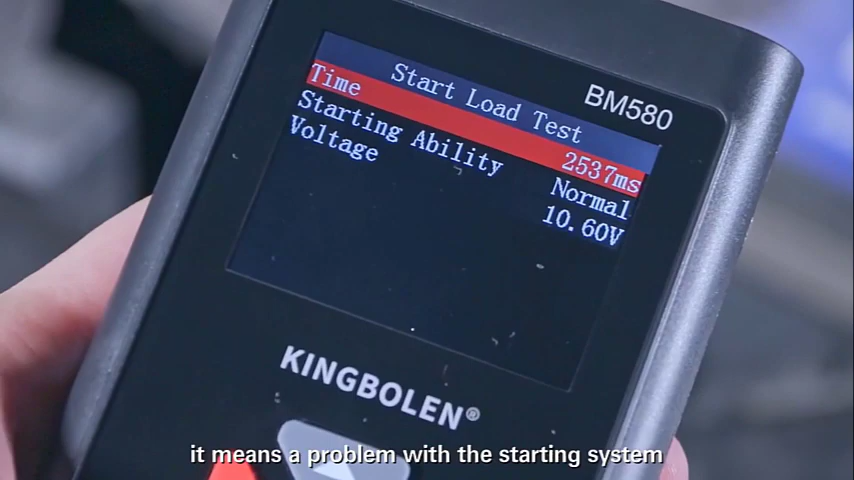 BM580
Start Load Test
Time 2537ms
Starting Ability Normal
Voltage 10.60V
KINGBOLEN®
it means a problem with the starting system